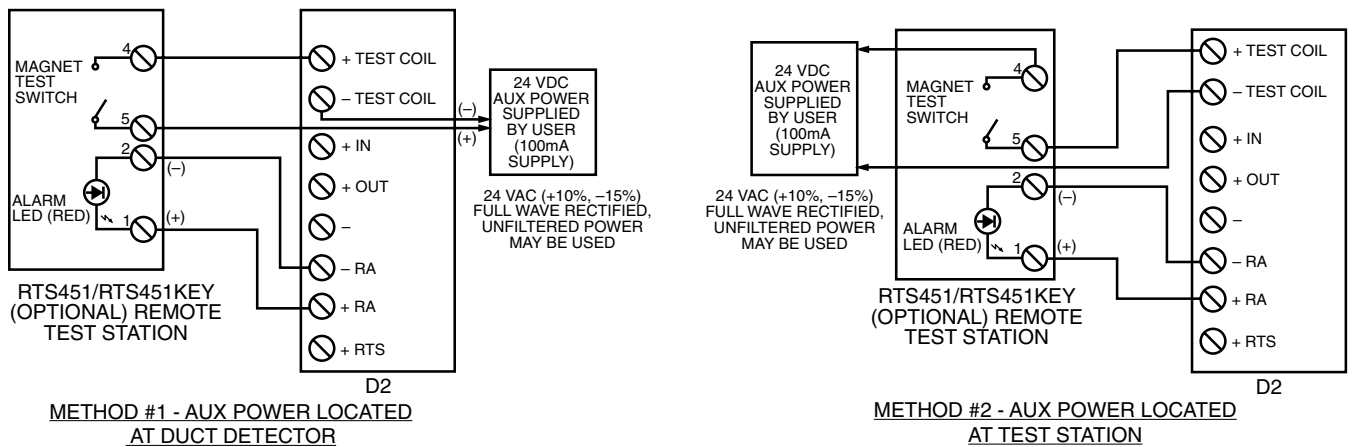 4
MAGNET
TEST
SWITCH
5
2
(–)
ALARM
LED (RED)
1
(+)
RTS451/RTS451KEY
(OPTIONAL) REMOTE
TEST STATION
+ TEST COIL
– TEST COIL
+ IN
+ OUT
–
– RA
+ RA
+ RTS
D2
(–)
(+)
24 VDC
AUX POWER
SUPPLIED
BY USER
(100mA
SUPPLY)
24 VAC (+10%, –15%)
FULL WAVE RECTIFIED,
UNFILTERED POWER
MAY BE USED
METHOD #1 - AUX POWER LOCATED
AT DUCT DETECTOR
24 VDC
AUX POWER
SUPPLIED
BY USER
(100mA
SUPPLY)
24 VAC (+10%, –15%)
FULL WAVE RECTIFIED,
UNFILTERED POWER
MAY BE USED
4
MAGNET
TEST
SWITCH
5
2
(–)
ALARM
LED (RED)
1
(+)
RTS451/RTS451KEY
(OPTIONAL) REMOTE
TEST STATION
+ TEST COIL
– TEST COIL
+ IN
+ OUT
–
– RA
+ RA
+ RTS
D2
METHOD #2 - AUX POWER LOCATED
AT TEST STATION